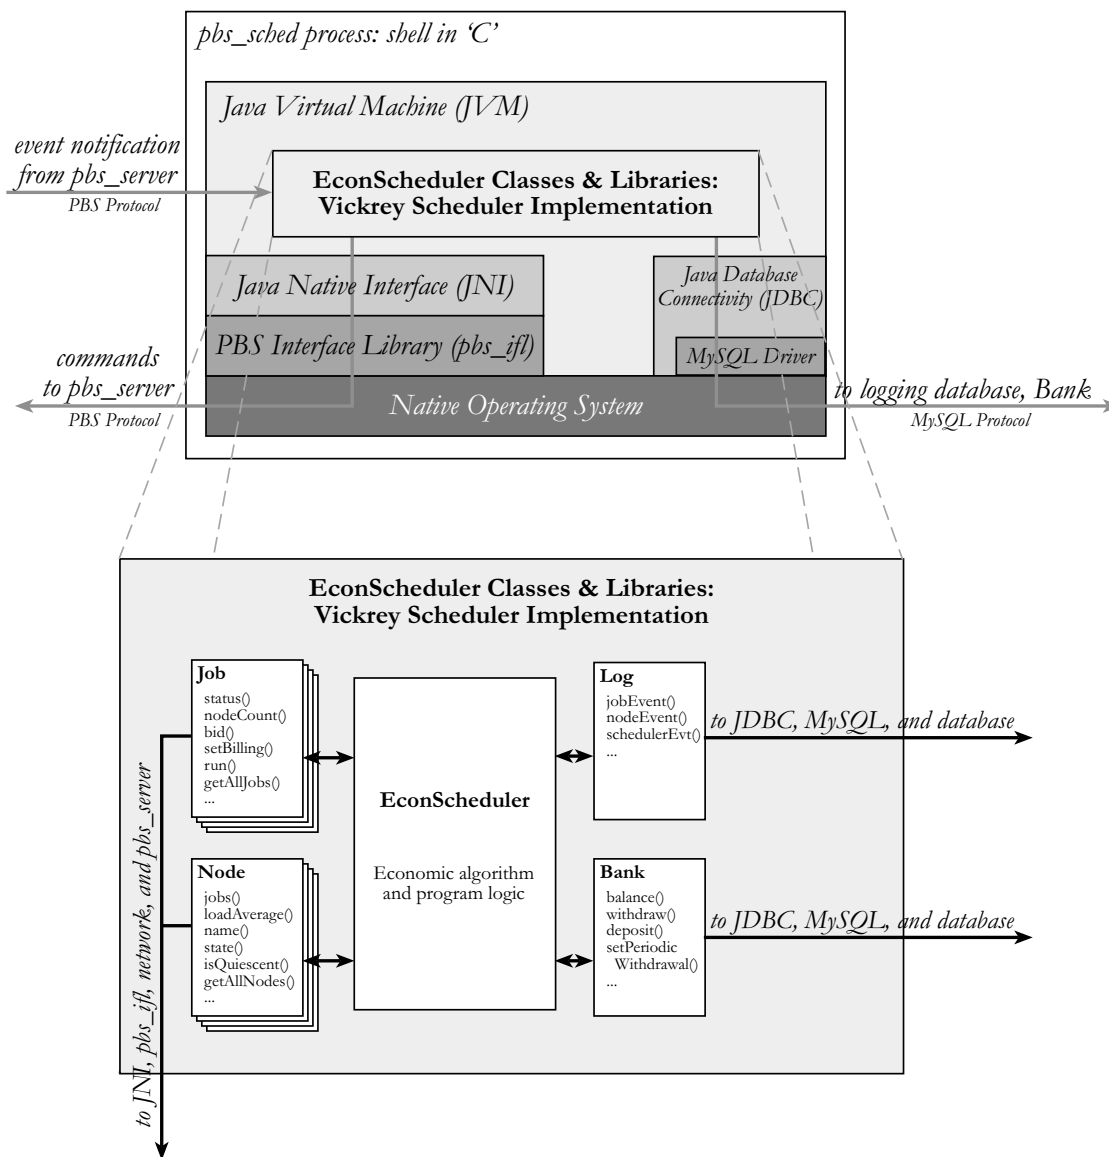 pbs_sched process: shell in ‘C’
Java Virtual Machine (JVM)
event notification
from pbs_server
PBS Protocol
EconScheduler Classes & Libraries:
Vickrey Scheduler Implementation
Java Native Interface (JNI)
Java Database
Connectivity (JDBC)
PBS Interface Library (pbs_ifl)
MySQL Driver
commands
to pbs_server
PBS Protocol
Native Operating System
to logging database, Bank
MySQL Protocol
EconScheduler Classes & Libraries:
Vickrey Scheduler Implementation
Job
status()
nodeCount()
bid()
setBilling()
run()
getAllJobs()
...
Node
jobs()
loadAverage()
name()
state()
isQuiescent()
getAllNodes()
...
EconScheduler
Economic algorithm
and program logic
Log
jobEvent()
nodeEvent()
schedulerEvt()
...
Bank
balance()
withdraw()
deposit()
setPeriodic
Withdrawal()
...
to JDBC, MySQL, and database
to JDBC, MySQL, and database
to JNI, pbs_ifl, network, and pbs_server